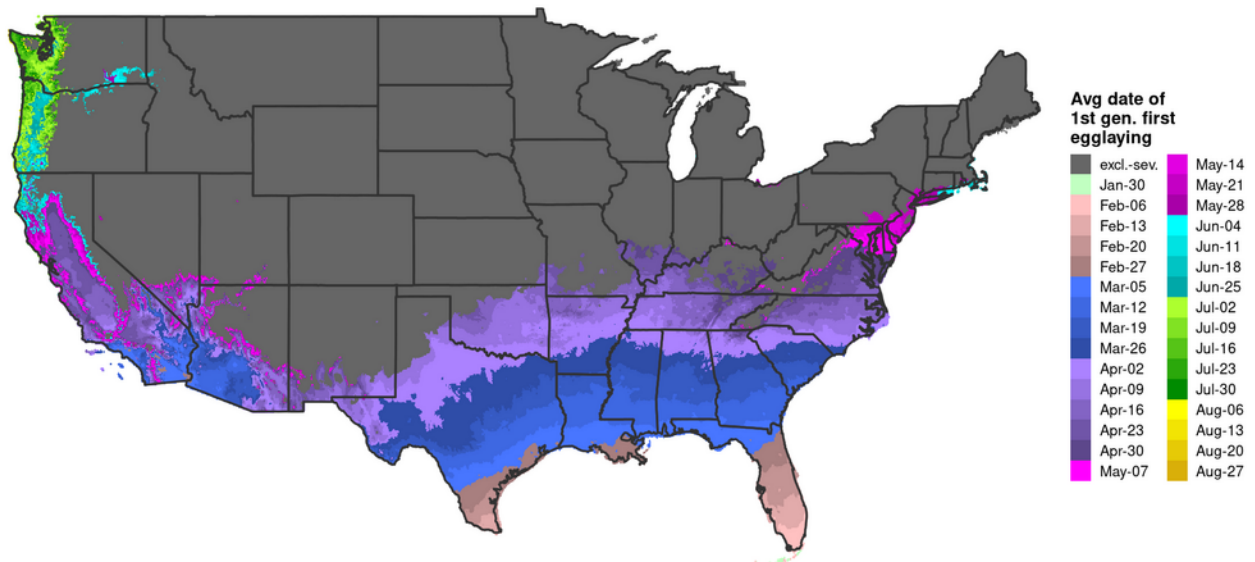 Avg date of
1st gen. first
egglaying
excl.-sev.
Jan-30
Feb-06
Feb-13
Feb-20
Feb-27
Mar-05
Mar-12
Mar-19
Mar-26
Apr-02
Apr-09
Apr-16
Apr-23
Apr-30
May-07
May-14
May-21
May-28
Jun-04
Jun-11
Jun-18
Jun-25
Jul-02
Jul-09
Jul-16
Jul-23
Jul-30
Aug-06
Aug-13
Aug-20
Aug-27